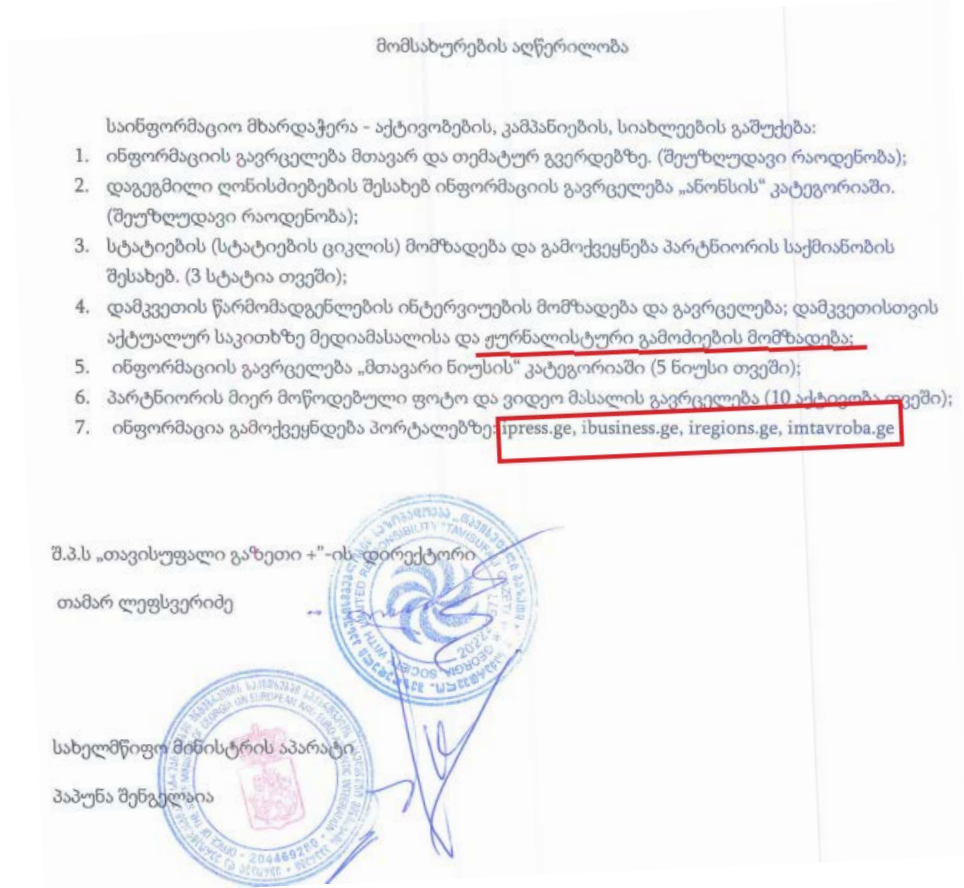 მომსახურების აღწერილობა
საინფორმაციო მხარდაჭერა - აქტივობების, კამპანიების, სიახლეების გაშუქება:
1. ინფორმაციის გავრცელება მთავარ და თემატურ გვერდებზე. (შეუზღუდავი რაოდენობა);
2. დაგეგმილი ღონისძიებების შესახებ ინფორმაციის გავრცელება „ანონსის“ კატეგორიაში.
(შეუზღუდავი რაოდენობა);
3. სტატიების (სტატიების ციკლის) მომზადება და გამოქვეყნება პარტნიორის საქმიანობის
შესახებ. (3 სტატია თვეში);
4. დამკვეთის წარმომადგენლების ინტერვიუების მომზადება და გავრცელება; დამკვეთისთვის
აქტუალურ საკითხზე მედიამასალისა და ჟურნალისტური გამოძიების მომზადება;
5. ინფორმაციის გავრცელება „მთავარი ნიუსის“ კატეგორიაში (5 ნიუსი თვეში);
6. პარტნიორის მიერ მოწოდებული ფოტო და ვიდეო მასალის გავრცელება (10 აქტივობა თვეში);
7. ინფორმაცია გამოქვეყნდება პორტალებზე: ipress.ge, ibusiness.ge, iregions.ge, imtavroba.ge
შ.პ.ს „თავისუფალი გაზეთი +”-ის დირექტორი
თამარ ლეფსვერიძე
სახელმწიფო მინისტრის აპარატი
პაპუნა შენგელაია
204469280